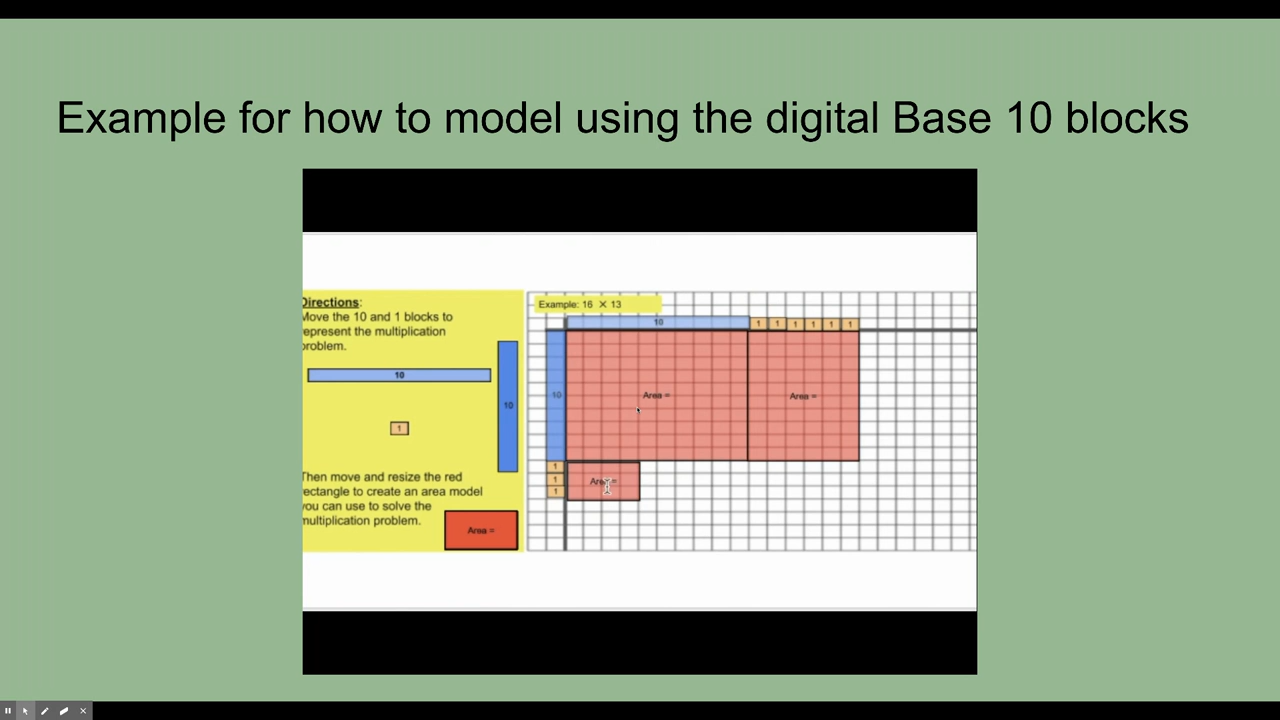 Example for how to model using the digital Base 10 blocks
Directions:
Move the 10 and 1 blocks to
represent the multiplication
problem.
10
10
1
Then move and resize the red
rectangle to create an area model
you can use to solve the
multiplication problem.
Area =
Example: 16 X 13
10
1 1 1 1 1 1
10
Area =
Area =
1
1
1
Area =